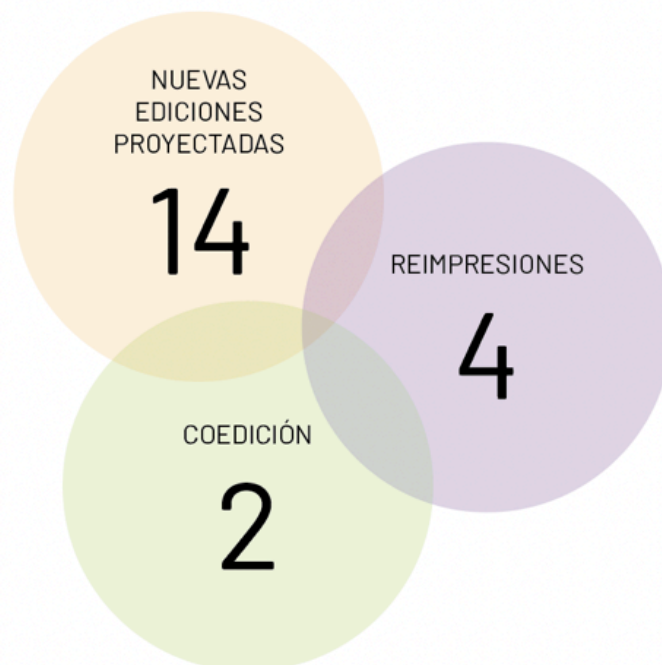 NUEVAS
EDICIONES
PROYECTADAS
14
REIMPRESIONES
4
COEDICIÓN
2